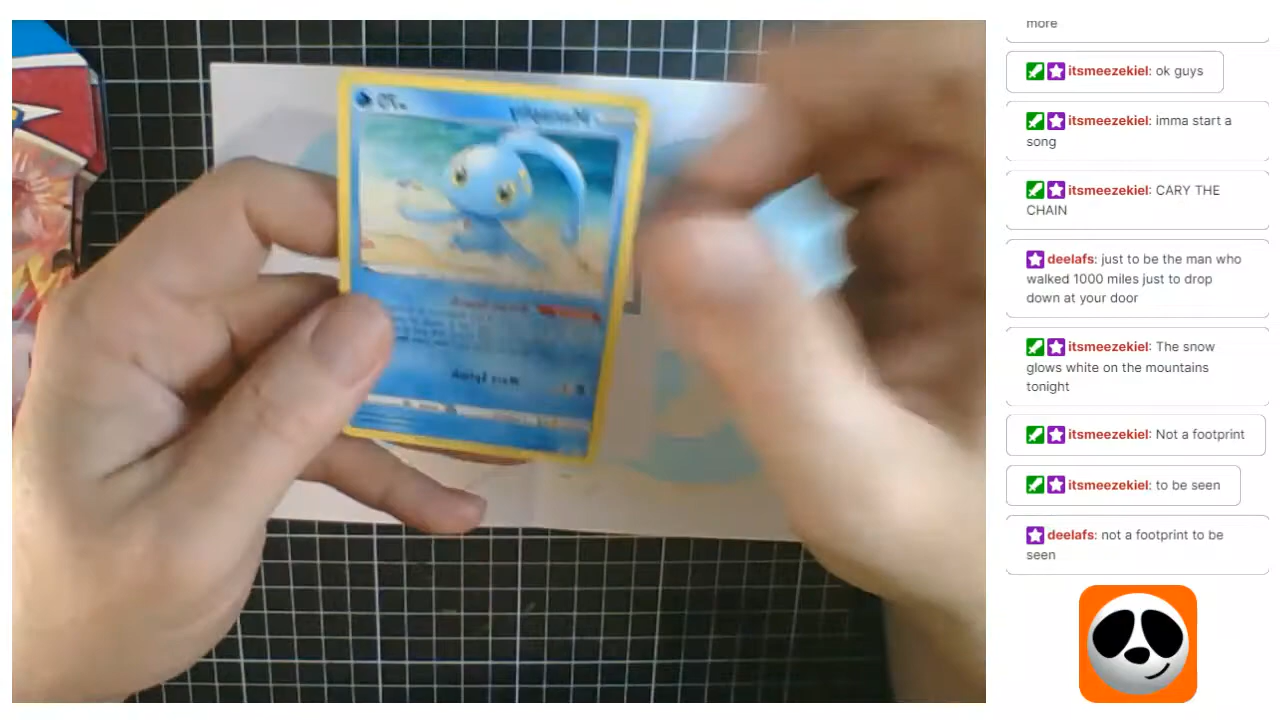 more
itsmeezekiel: ok guys
itsmeezekiel: imma start a
song
itsmeezekiel: CARY THE
CHAIN
deelafs: just to be the man who
walked 1000 miles just to drop
down at your door
itsmeezekiel: The snow
glows white on the mountains
tonight
itsmeezekiel: Not a footprint
itsmeezekiel: to be seen
deelafs: not a footprint to be
seen